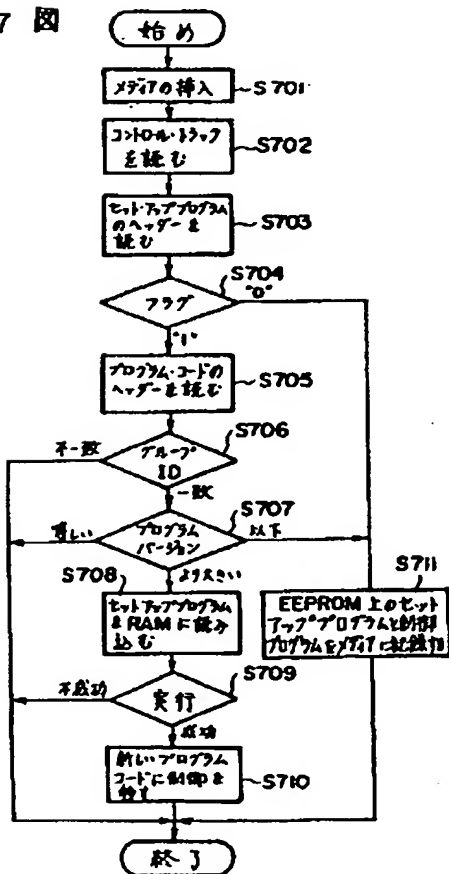 7 図
始め
メディアの挿入
S701
コントロール・トラック
を読む
S702
セット・アッププログラム
のヘッダーを
読む
S703
S704
フラグ
"0"
"1"
プログラム・コードの
ヘッダーを読む
S705
S706
グループ
ID
不一致
一致
S707
プログラム
バージョン
等しい
以下
より大きい
S708
セットアッププログラム
をRAMに読み
込む
S711
EEPROM上のセット
アッププログラムと制御
プログラムをメディアに記録する
S709
実行
不成功
成功
新しいプログラム
コードに制御を
移す
S710
終了